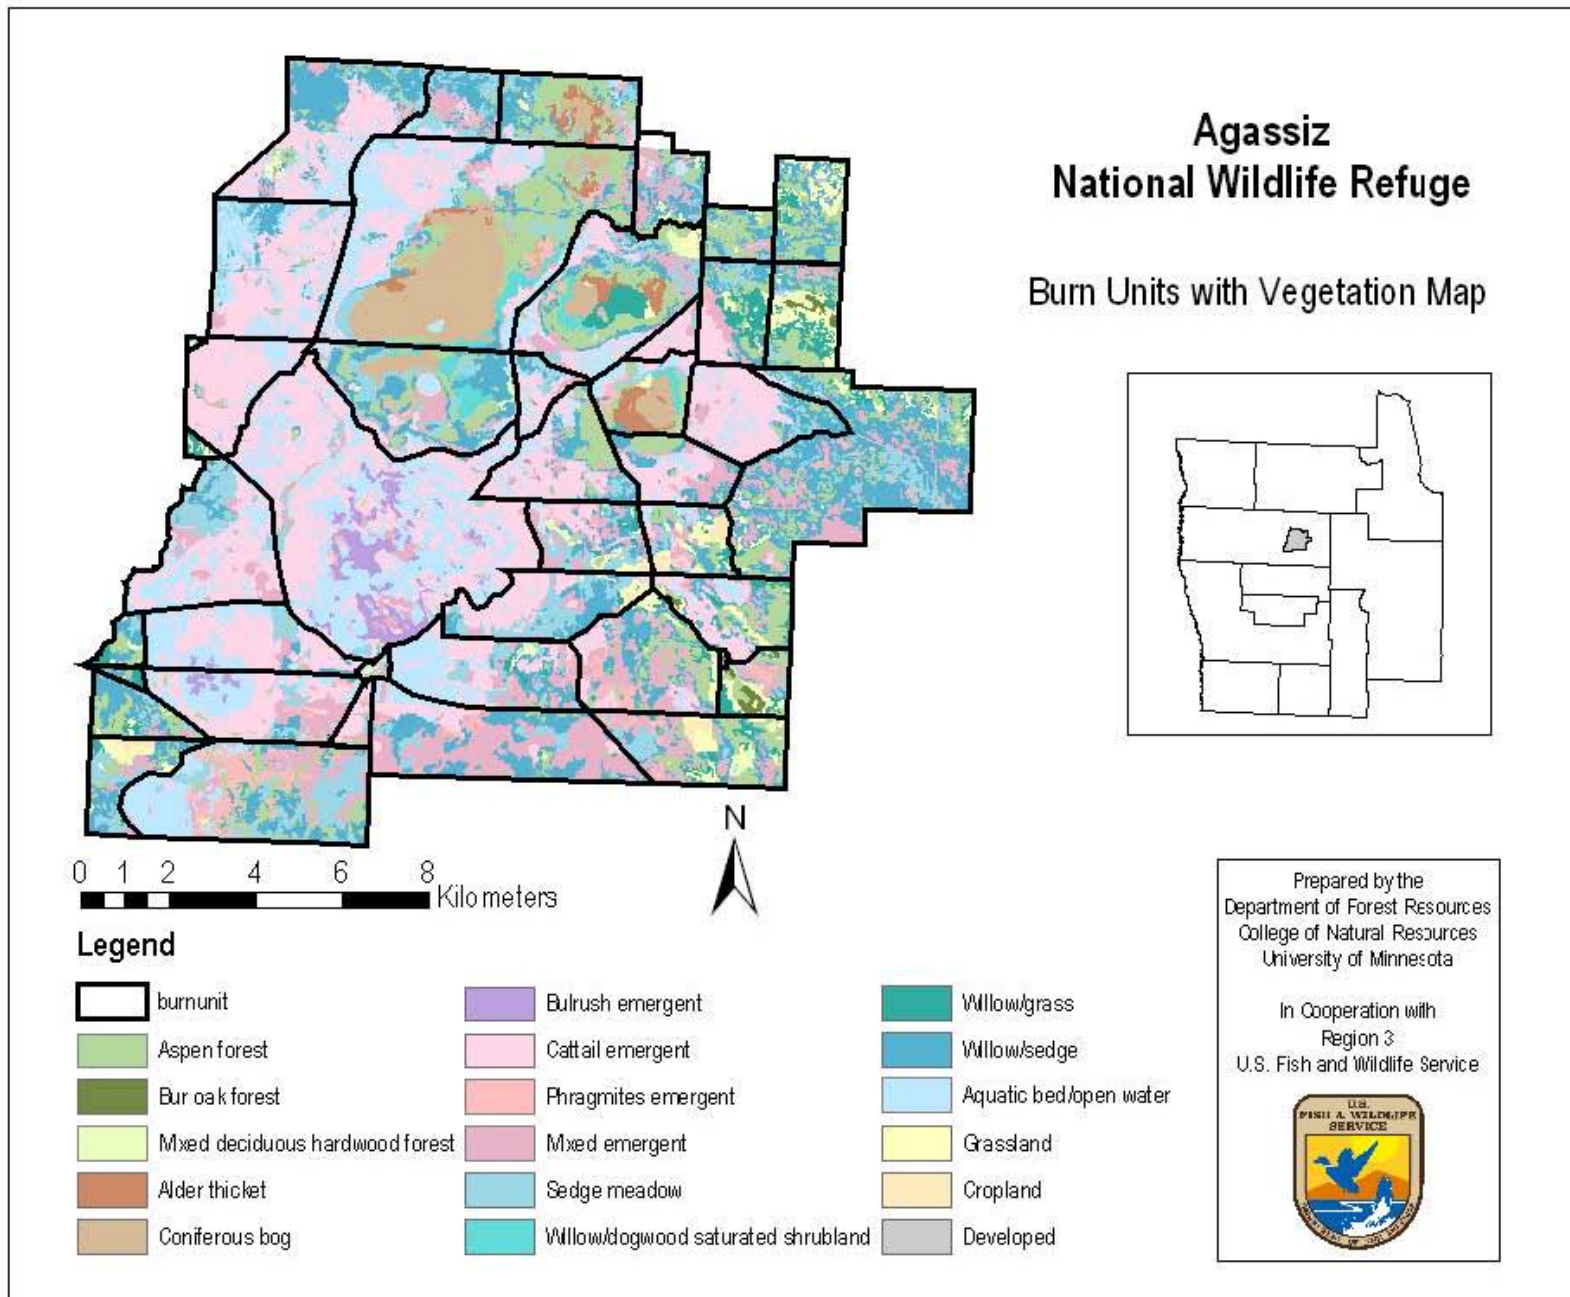 Agassiz
National Wildlife Refuge
Burn Units with Vegetation Map
N
0 1 2 4 6 8
Kilometers
Legend
burnunit
Aspen forest
Bur oak forest
Mixed deciduous hardwood forest
Alder thicket
Coniferous bog
Bulrush emergent
Cattail emergent
Phragmites emergent
Mixed emergent
Sedge meadow
Willow/dogwood saturated shrubland
Willow/grass
Willow/sedge
Aquatic bed/open water
Grassland
Cropland
Developed
Prepared by the
Department of Forest Resources
College of Natural Resources
University of Minnesota
In Cooperation with
Region 3
U.S. Fish and Wildlife Service
U.S.
FISH & WILDLIFE
SERVICE